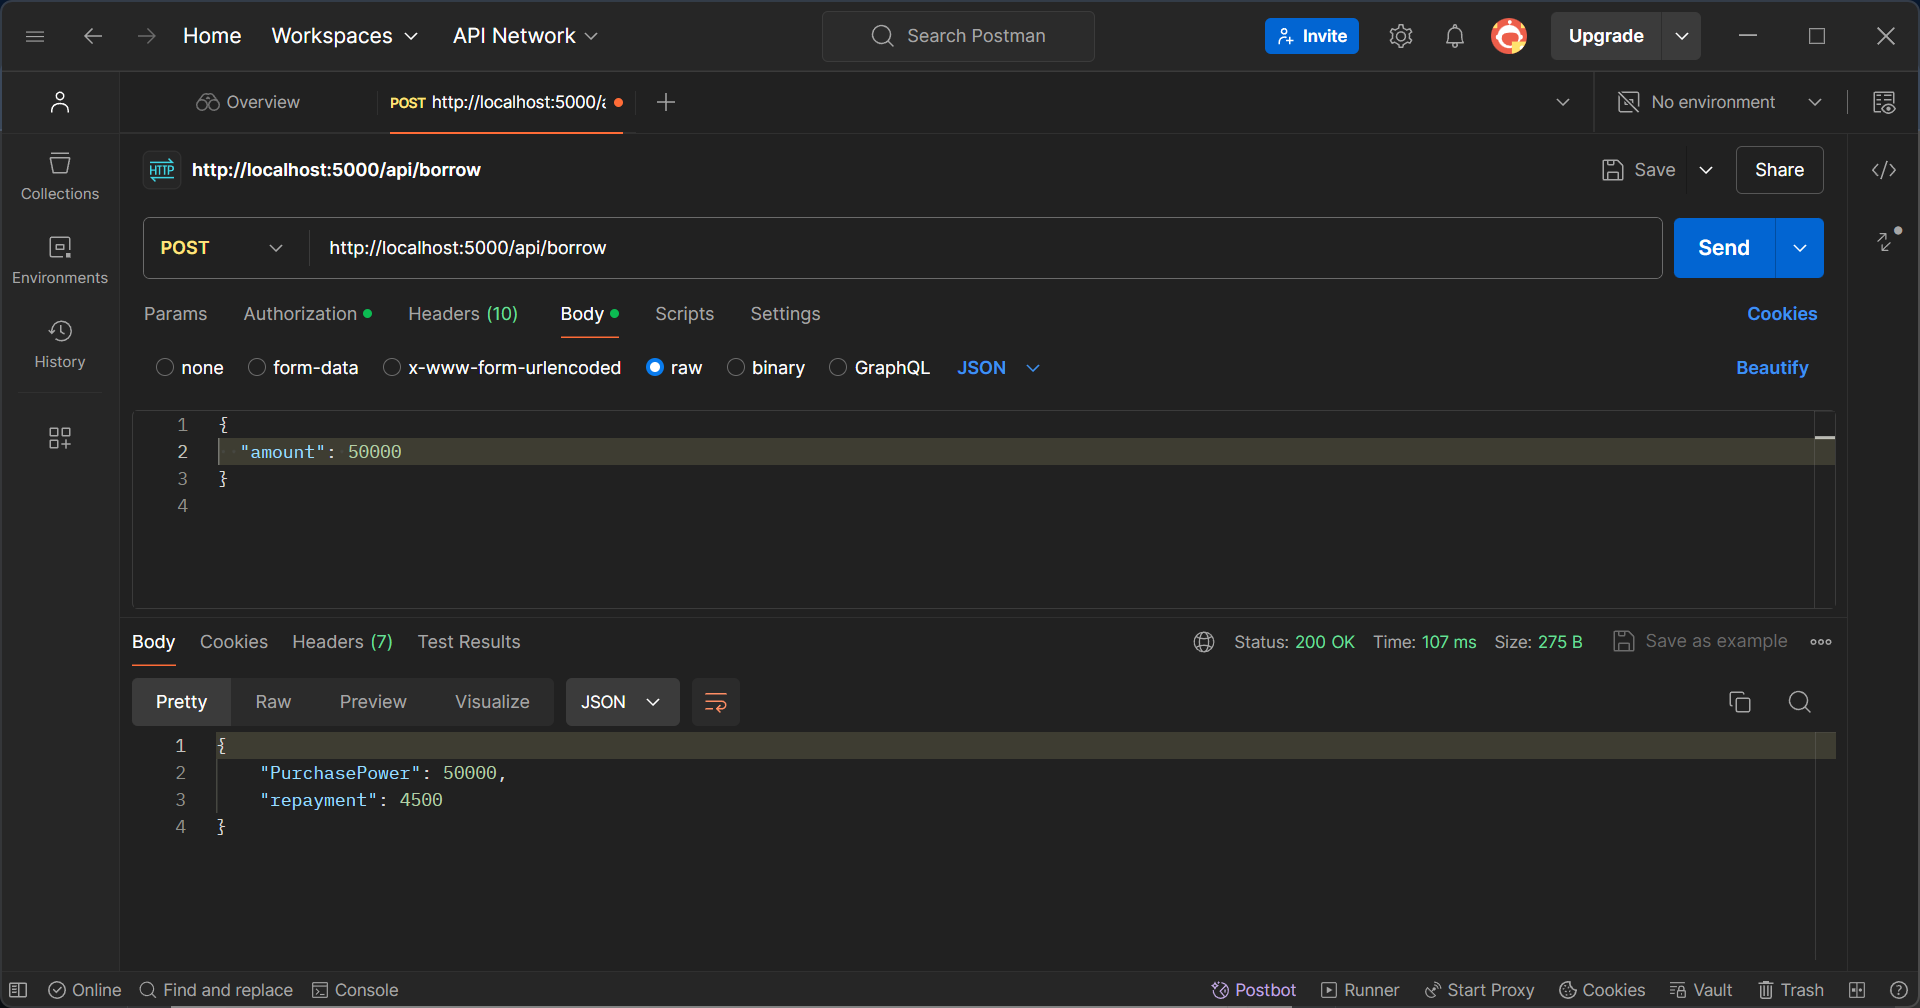 Home Workspaces API Network Search Postman Invite Upgrade
Overview POST http://localhost:5000/a No environment
HTTP http://localhost:5000/api/borrow Save Share
Collections
POST http://localhost:5000/api/borrow Send
Environments
Params Authorization Headers (10) Body Scripts Settings Cookies
History
none form-data x-www-form-urlencoded raw binary GraphQL JSON Beautify
1 {
2 "amount": 50000
3 }
4
Body Cookies Headers (7) Test Results Status: 200 OK Time: 107 ms Size: 275 B Save as example
Pretty Raw Preview Visualize JSON
1 {
2 "PurchasePower": 50000,
3 "repayment": 4500
4 }
Online Find and replace Console Postbot Runner Start Proxy Cookies Vault Trash